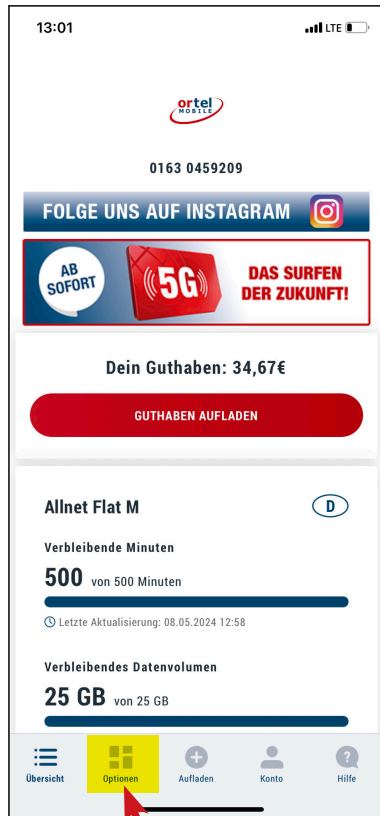 13:01
LTE
ortel
MOBILE
0163 0459209
FOLGE UNS AUF INSTAGRAM
AB
SOFORT
5G
DAS SURFEN
DER ZUKUNFT!
Dein Guthaben: 34,67€
GUTHABEN AUFLADEN
Allnet Flat M
D
Verbleibende Minuten
500 von 500 Minuten
Letzte Aktualisierung: 08.05.2024 12:58
Verbleibendes Datenvolumen
25 GB von 25 GB
Übersicht Optionen Aufladen Konto Hilfe